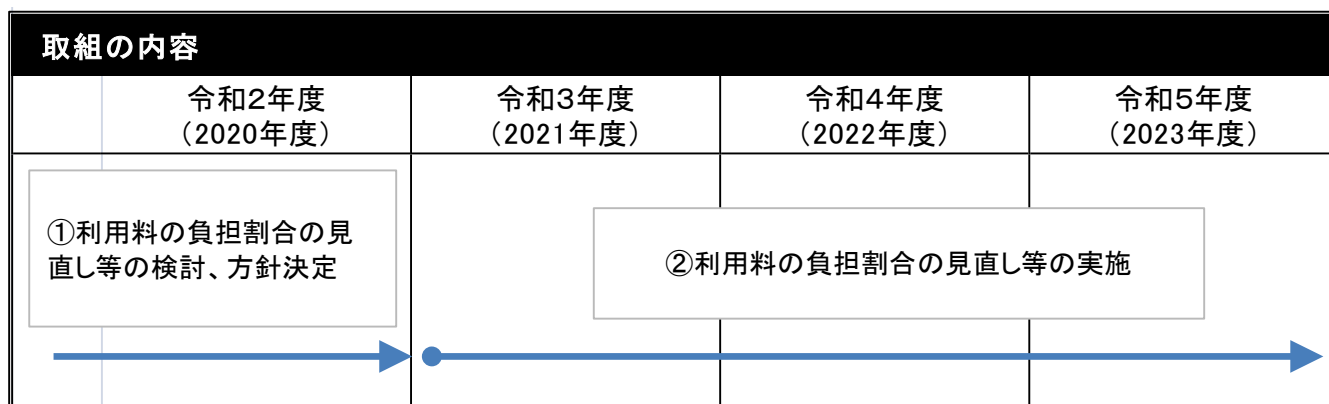 取組の内容
令和2年度
（2020年度）
令和3年度
（2021年度）
令和4年度
（2022年度）
令和5年度
（2023年度）
①利用料の負担割合の見
直し等の検討、方針決定
②利用料の負担割合の見直し等の実施